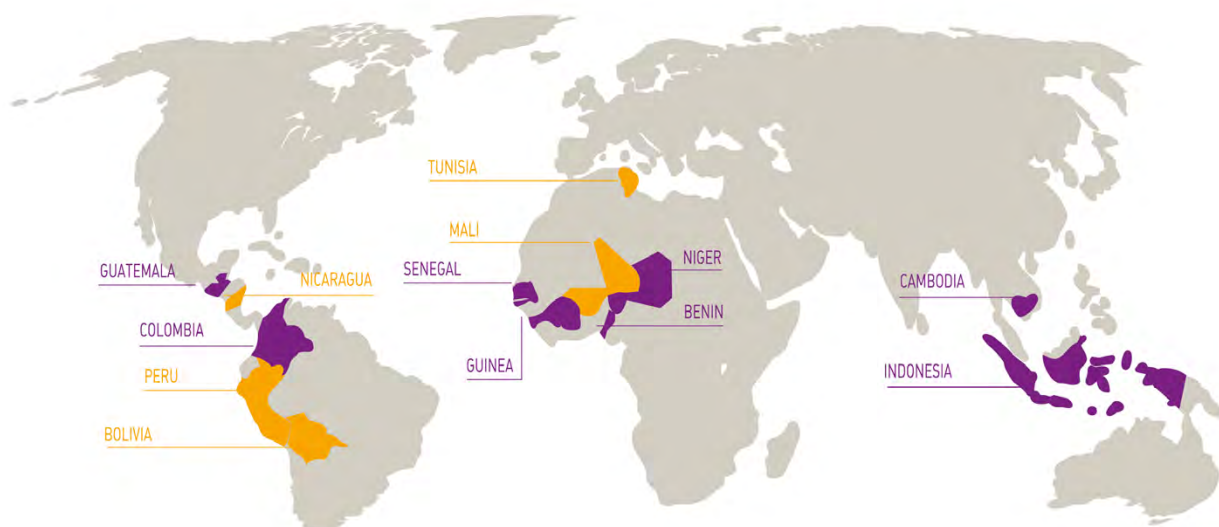 TUNISIA
MALI
GUATEMALA
NICARAGUA
SENEGAL
NIGER
CAMBODIA
COLOMBIA
BENIN
PERU
GUINEA
INDONESIA
BOLIVIA